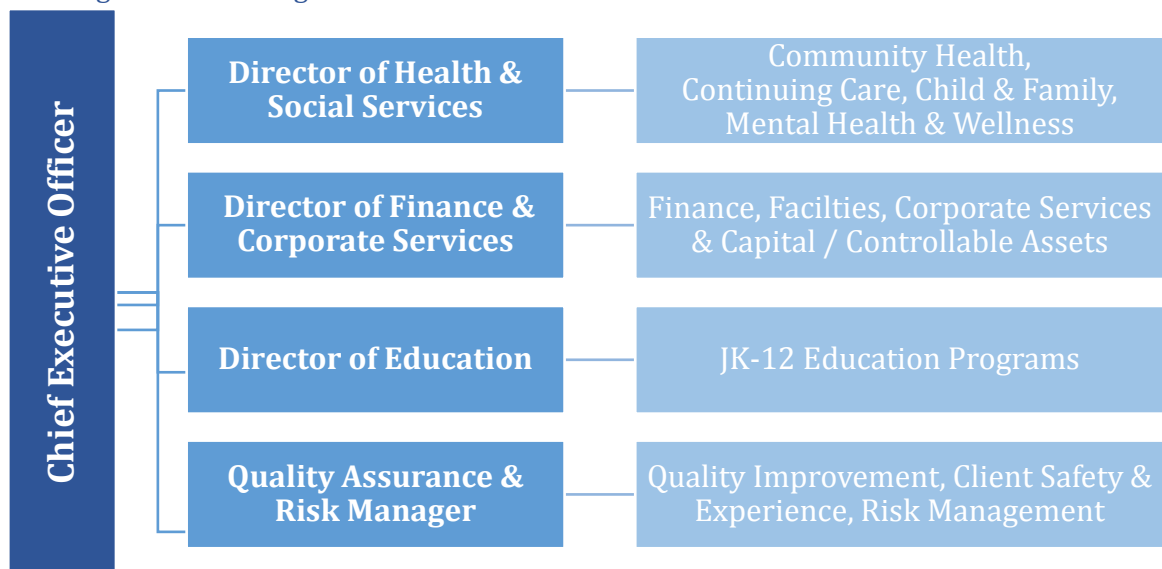 Chief Executive Officer
Director of Health &
Social Services
Community Health,
Continuing Care, Child & Family,
Mental Health & Wellness
Director of Finance &
Corporate Services
Finance, Facilties, Corporate Services
& Capital / Controllable Assets
Director of Education
JK-12 Education Programs
Quality Assurance &
Risk Manager
Quality Improvement, Client Safety &
Experience, Risk Management